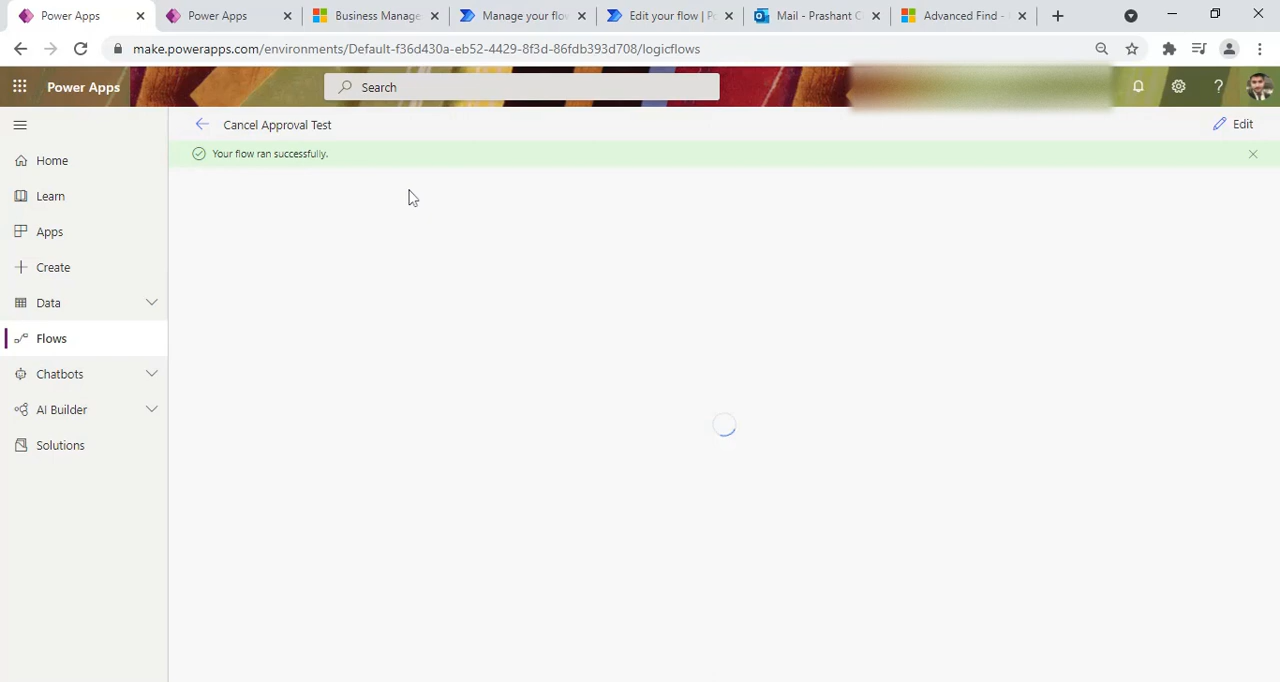 Power Apps
Power Apps
Business Manage
Manage your flo
Edit your flow | Po
Mail - Prashant C
Advanced Find -
make.powerapps.com/environments/Default-f36d430a-eb52-4429-8f3d-86fdb393d708/logicflows
Power Apps
Search
?
Cancel Approval Test
Edit
Your flow ran successfully.
Home
Learn
Apps
Create
Data
Flows
Chatbots
AI Builder
Solutions